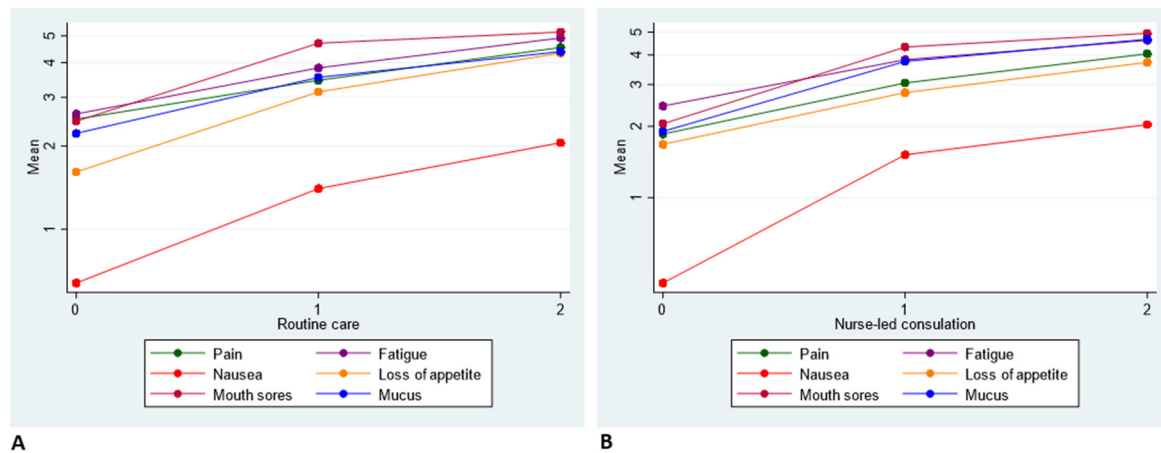 5
4
3
2
1
Mean
0 1 2
Routine care
Pain Fatigue
Nausea Loss of appetite
Mouth sores Mucus
A
5
4
3
2
1
Mean
0 1 2
Nurse-led consulation
Pain Fatigue
Nausea Loss of appetite
Mouth sores Mucus
B